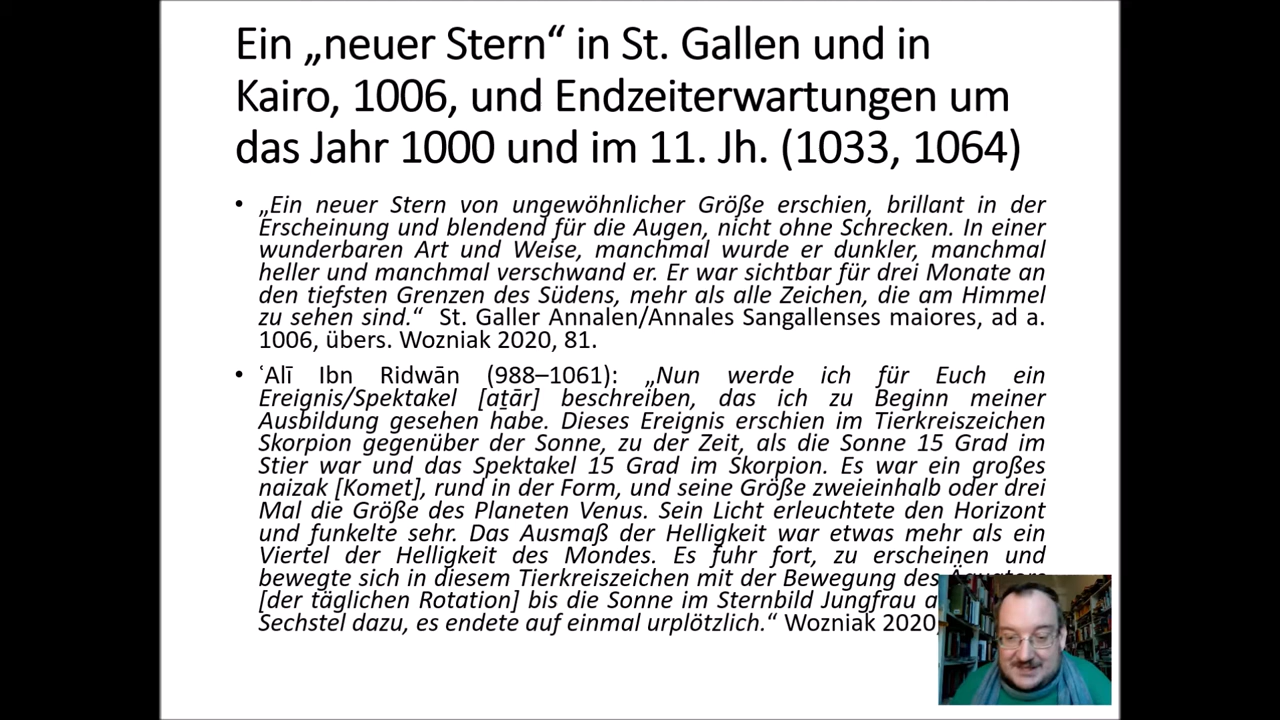 Ein „neuer Stern“ in St. Gallen und in
Kairo, 1006, und Endzeiterwartungen um
das Jahr 1000 und im 11. Jh. (1033, 1064)
• „Ein neuer Stern von ungewöhnlicher Größe erschien, brillant in der
Erscheinung und blendend für die Augen, nicht ohne Schrecken. In einer
wunderbaren Art und Weise, manchmal wurde er dunkler, manchmal
heller und manchmal verschwand er. Er war sichtbar für drei Monate an
den tiefsten Grenzen des Südens, mehr als alle Zeichen, die am Himmel
zu sehen sind.“ St. Galler Annalen/Annales Sangallenses maiores, ad a.
1006, übers. Wozniak 2020, 81.
• ʿAlī Ibn Ridwān (988–1061): „Nun werde ich für Euch ein
Ereignis/Spektakel [aṯār] beschreiben, das ich zu Beginn meiner
Ausbildung gesehen habe. Dieses Ereignis erschien im Tierkreiszeichen
Skorpion gegenüber der Sonne, zu der Zeit, als die Sonne 15 Grad im
Stier war und das Spektakel 15 Grad im Skorpion. Es war ein großes
naizak [Komet], rund in der Form, und seine Größe zweieinhalb oder drei
Mal die Größe des Planeten Venus. Sein Licht erleuchtete den Horizont
und funkelte sehr. Das Ausmaß der Helligkeit war etwas mehr als ein
Viertel der Helligkeit des Mondes. Es fuhr fort, zu erscheinen und
bewegte sich in diesem Tierkreiszeichen mit der Bewegung des
[der täglichen Rotation] bis die Sonne im Sternbild Jungfrau
Sechstel dazu, es endete auf einmal urplötzlich.“ Wozniak 2020,